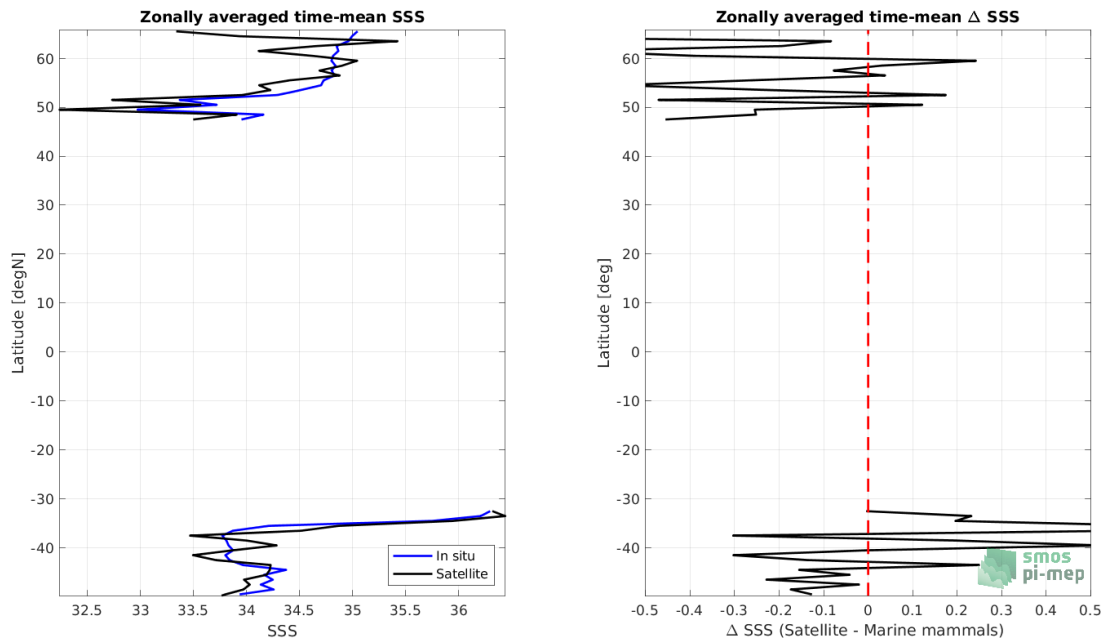 Zonally averaged time-mean SSS
60
50
40
30
20
10
0
-10
-20
-30
-40
Latitude [degN]
32.5 33 33.5 34 34.5 35 35.5 36
SSS
In situ
Satellite
Zonally averaged time-mean Δ SSS
60
50
40
30
20
10
0
-10
-20
-30
-40
Latitude [deg]
-0.5 -0.4 -0.3 -0.2 -0.1 0 0.1 0.2 0.3 0.4 0.5
Δ SSS (Satellite - Marine mammals)
smos
pi-mep